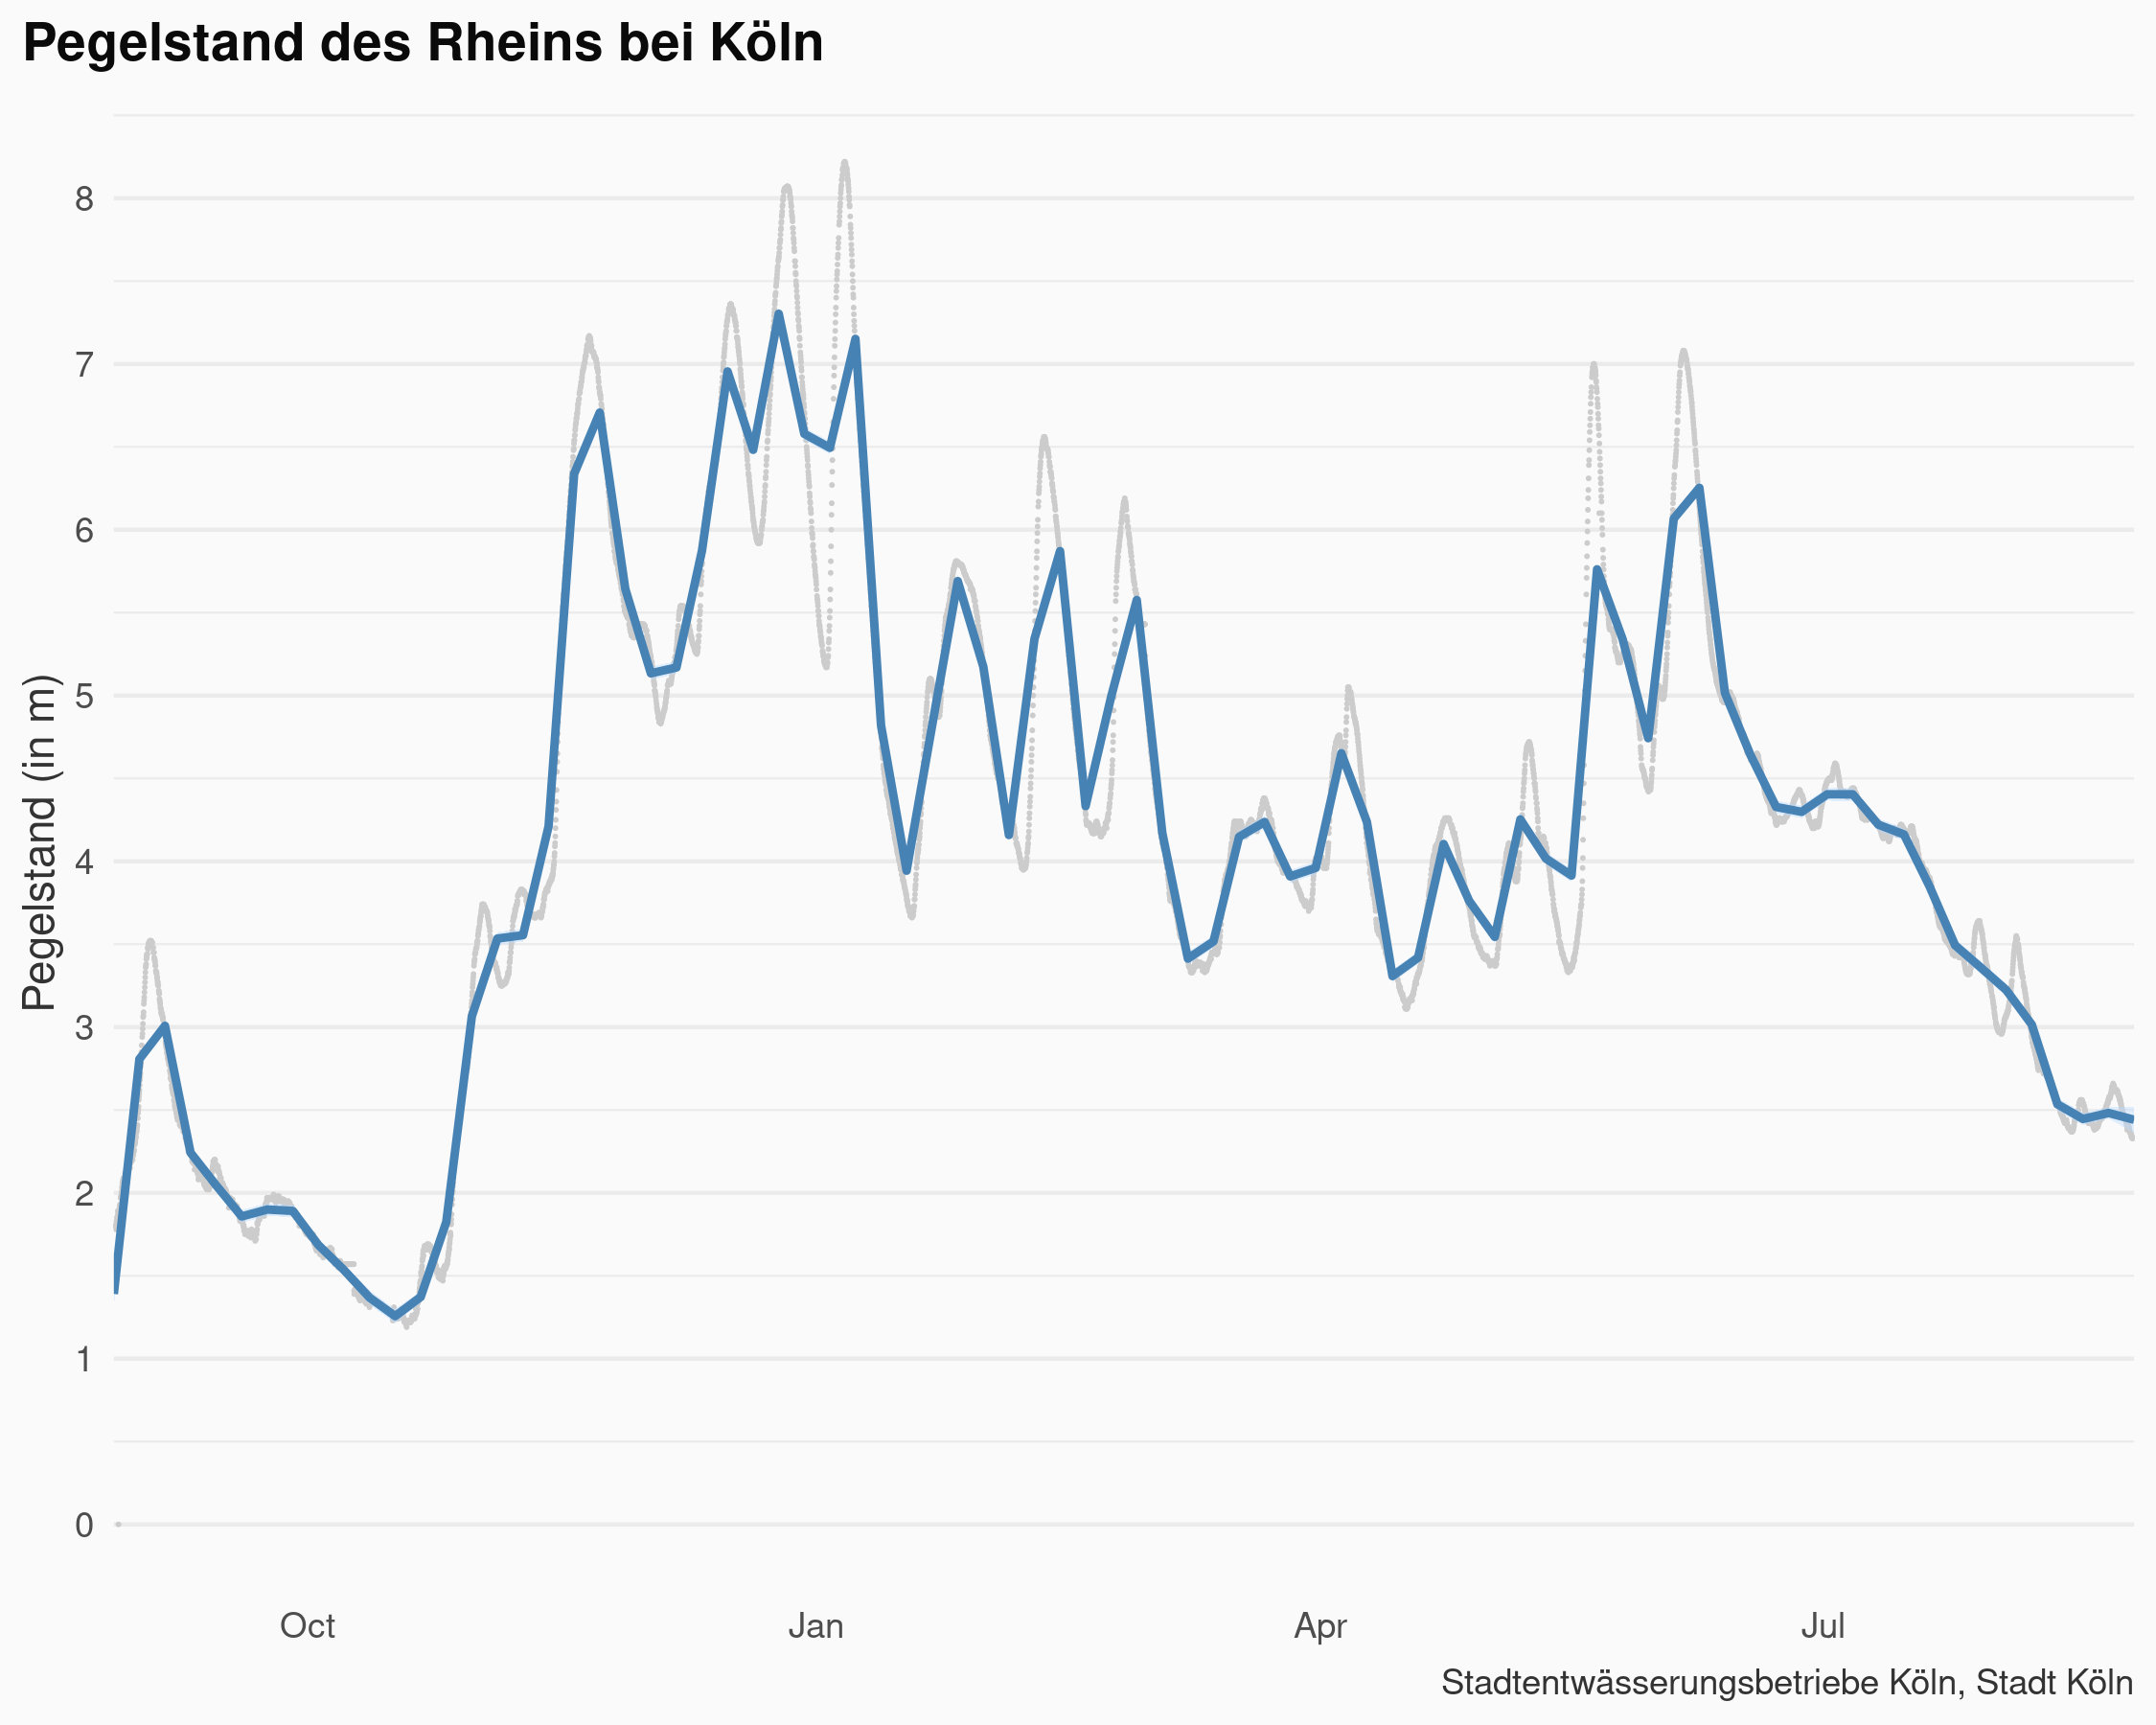 Pegelstand des Rheins bei Köln
Pegelstand (in m)
8
7
6
5
4
3
2
1
0
Oct Jan Apr Jul
Stadtentwässerungsbetriebe Köln, Stadt Köln